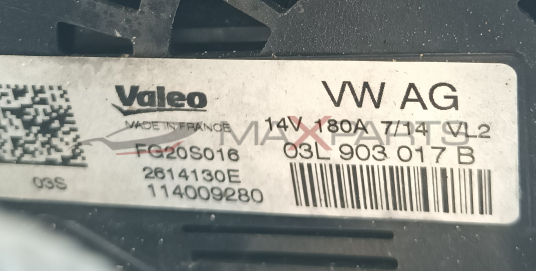 Valeo
MADE IN FRANCE
FG20S016
2614130E
114009280
03S
VW AG
14V 180A 7/14 VL2
03L 903 017 B
MAXPARTS